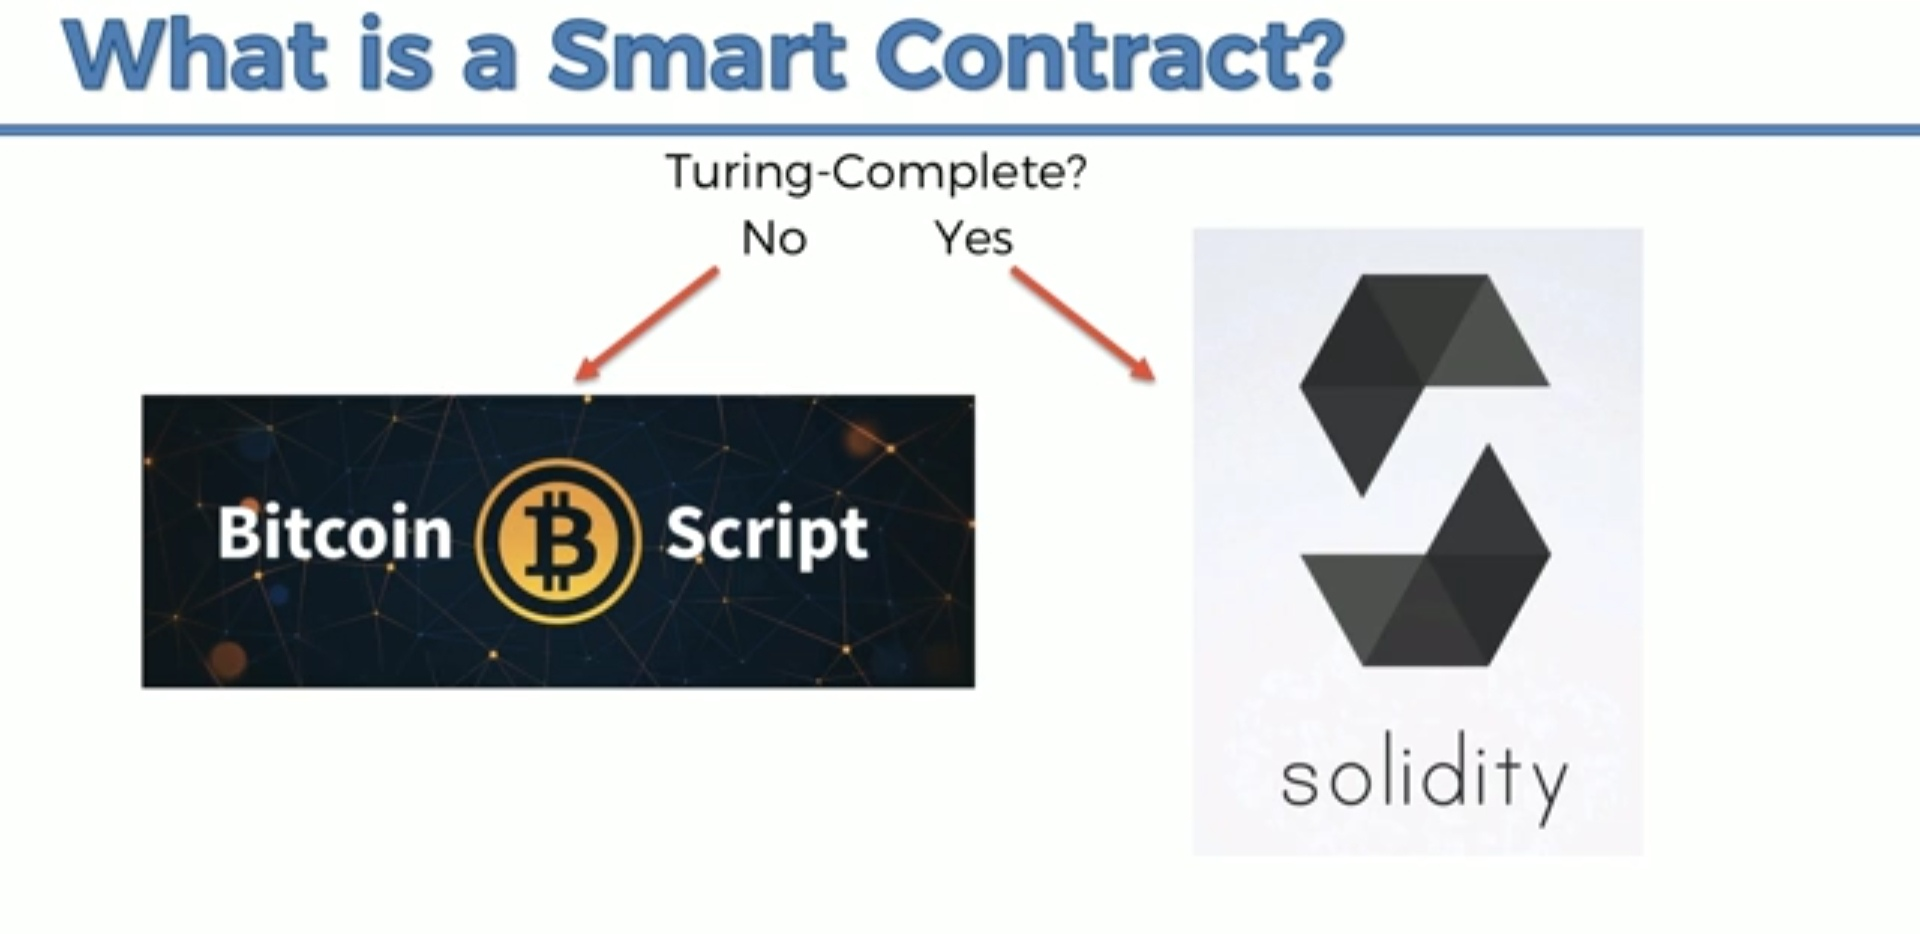 What is a Smart Contract?
Turing-Complete?
No Yes
Bitcoin Script
solidity